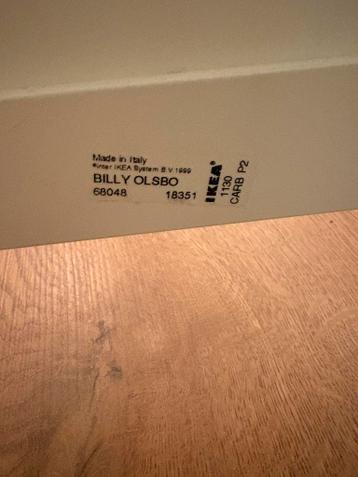 Made in Italy
©Inter IKEA System B.V 1999
BILLY OLSBO
68048 18351
IKEA®
1130
CARB P2